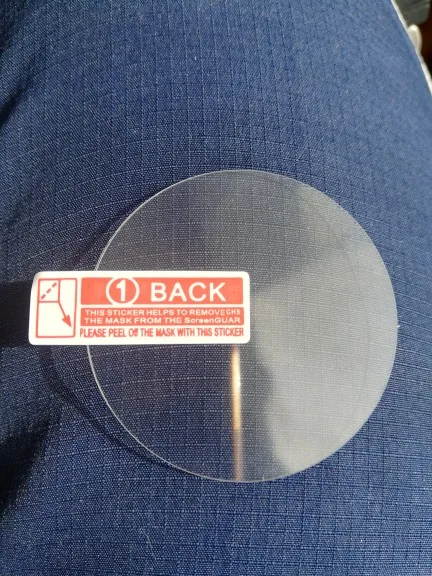 1 BACK
THIS STICKER HELPS TO REMOVECHS
THE MASK FROM THE ScreenGUAR
PLEASE PEEL Off THE MASK WITH THIS STICKER